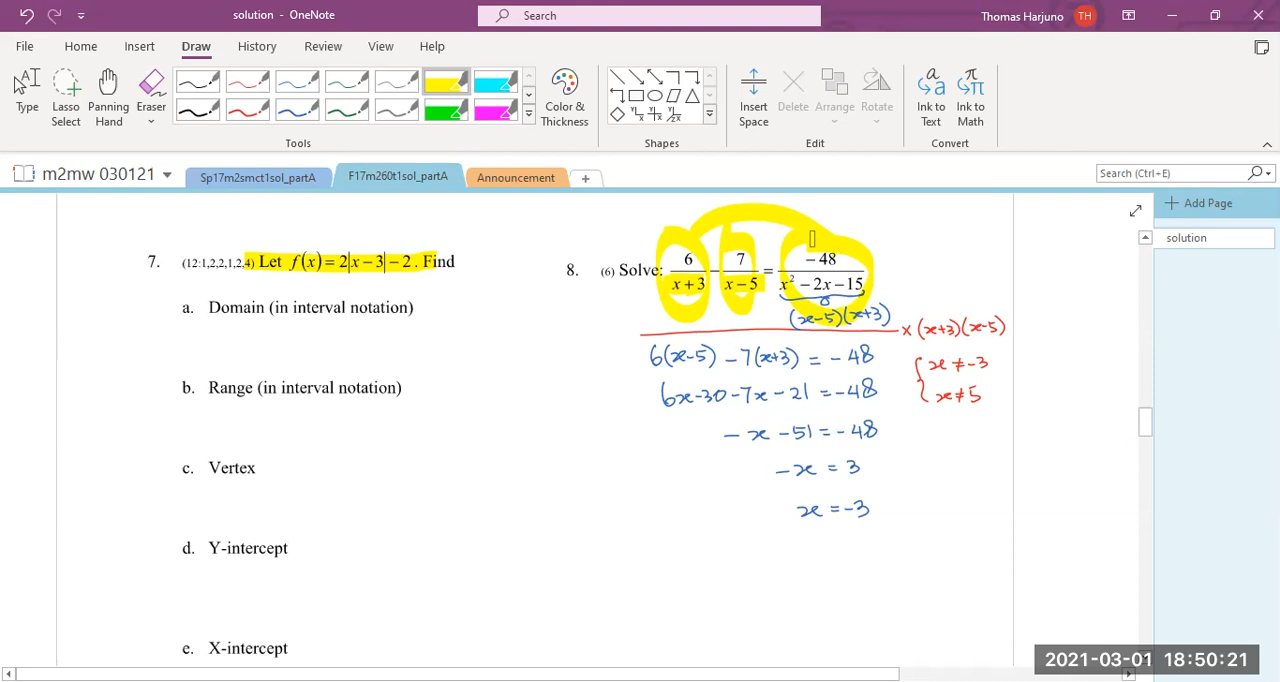 solution - OneNote
Search
Thomas Harjuno TH
File Home Insert Draw History Review View Help
Type
Lasso Select
Panning Hand
Eraser
Color & Thickness
Insert Space
Delete
Arrange
Rotate
Ink to Text
Ink to Math
Tools
Shapes
Edit
Convert
m2mw 030121
Sp17m2smct1sol_partA
F17m260t1sol_partA
Announcement
Search (Ctrl+E)
Add Page
solution
7. (12:1,2,2,1,2,4) Let f(x) = 2|x − 3| − 2. Find
a. Domain (in interval notation)
b. Range (in interval notation)
c. Vertex
d. Y-intercept
e. X-intercept
8. (6) Solve: 6/(x+3) − 7/(x−5) = −48/(x² − 2x − 15)
(x-5)(x+3)
× (x+3)(x-5)
6(x-5) - 7(x+3) = -48
{ x ≠ -3
6x-30-7x-21 = -48
x ≠ 5
- x - 51 = -48
- x = 3
x = -3
2021-03-01 18:50:21